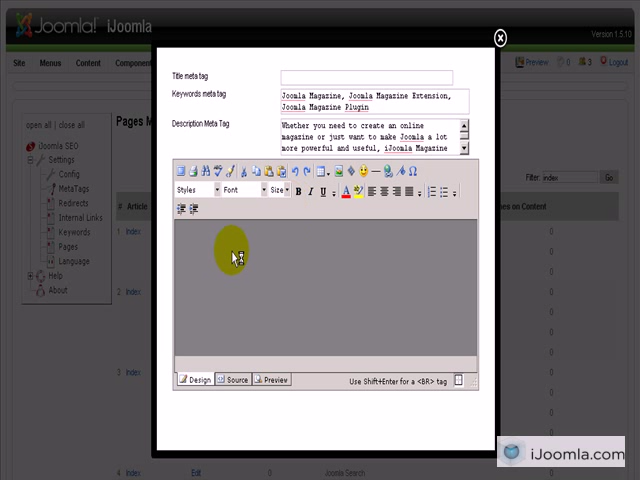 Joomla! iJoomla
Version 1.5.10
Site Menus Content Component
Preview 0 3 Logout
open all | close all
Pages M
iJoomla SEO
Settings
Config
MetaTags
Redirects
Internal Links
Keywords
Pages
Language
Help
About
Filter: index Go
# Article
es on Content
1 Index 0
0
0
2 Index 0
0
0
0
3 Index 0
0
0
0
0
4 Index Edit 0 Joomla Search
Title meta tag
Keywords meta tag
Joomla Magazine, Joomla Magazine Extension,
Joomla Magazine Plugin
Description Meta Tag
Whether you need to create an online
magazine or just want to make Joomla a lot
more powerful and useful, iJoomla Magazine
Styles Font Size B I U
Design Source Preview
Use Shift+Enter for a <BR> tag
iJoomla.com